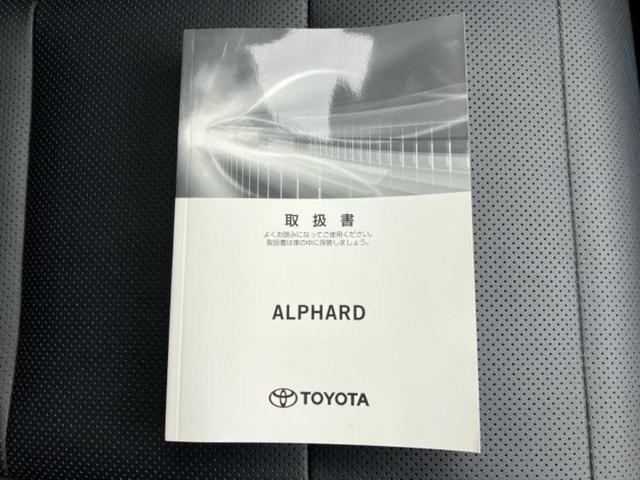 取扱書
よくお読みになってご使用ください。
取扱書は車の中に保管しましょう。
ALPHARD
TOYOTA